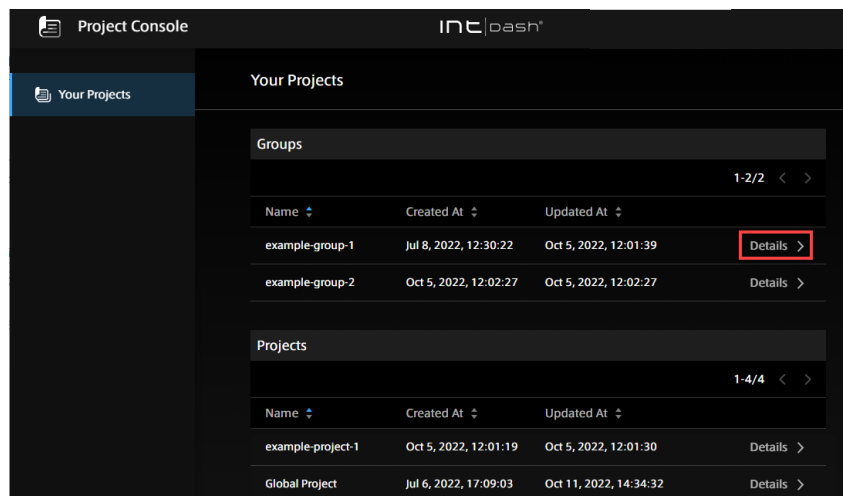 Project Console
INT|DASH®
Your Projects
Your Projects
Groups
1-2/2
Name Created At Updated At
example-group-1 Jul 8, 2022, 12:30:22 Oct 5, 2022, 12:01:39 Details
example-group-2 Oct 5, 2022, 12:02:27 Oct 5, 2022, 12:02:27 Details
Projects
1-4/4
Name Created At Updated At
example-project-1 Oct 5, 2022, 12:01:19 Oct 5, 2022, 12:01:30 Details
Global Project Jul 6, 2022, 17:09:03 Oct 11, 2022, 14:34:32 Details